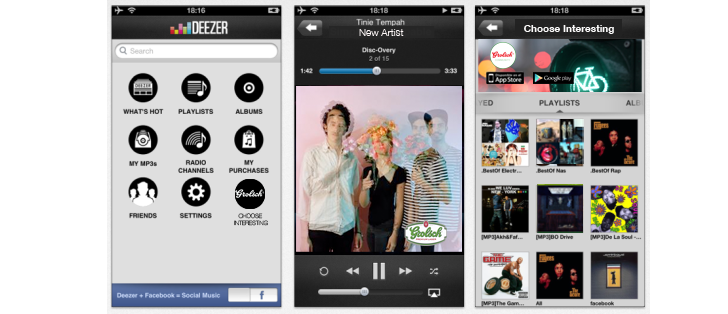 18:16
DEEZER
Search
WHAT'S HOT
PLAYLISTS
ALBUMS
MY MP3s
RADIO
CHANNELS
MY
PURCHASES
FRIENDS
SETTINGS
Grolsch
CHOOSE
INTERESTING
Deezer + Facebook = Social Music
f
18:18
Tinie Tempah
New Artist
Disc-Overy
2 of 15
1:42
3:33
Grolsch
18:18
Choose Interesting
Grolsch
App Store
Google play
YED
PLAYLISTS
ALB
.BestOf Electr...
.BestOf Nas
.BestOf Rap
[MP3]Akh&Faf...
[MP3]BO Drive
[MP3]De La Soul -...
[MP3]The Gam...
All
facebook